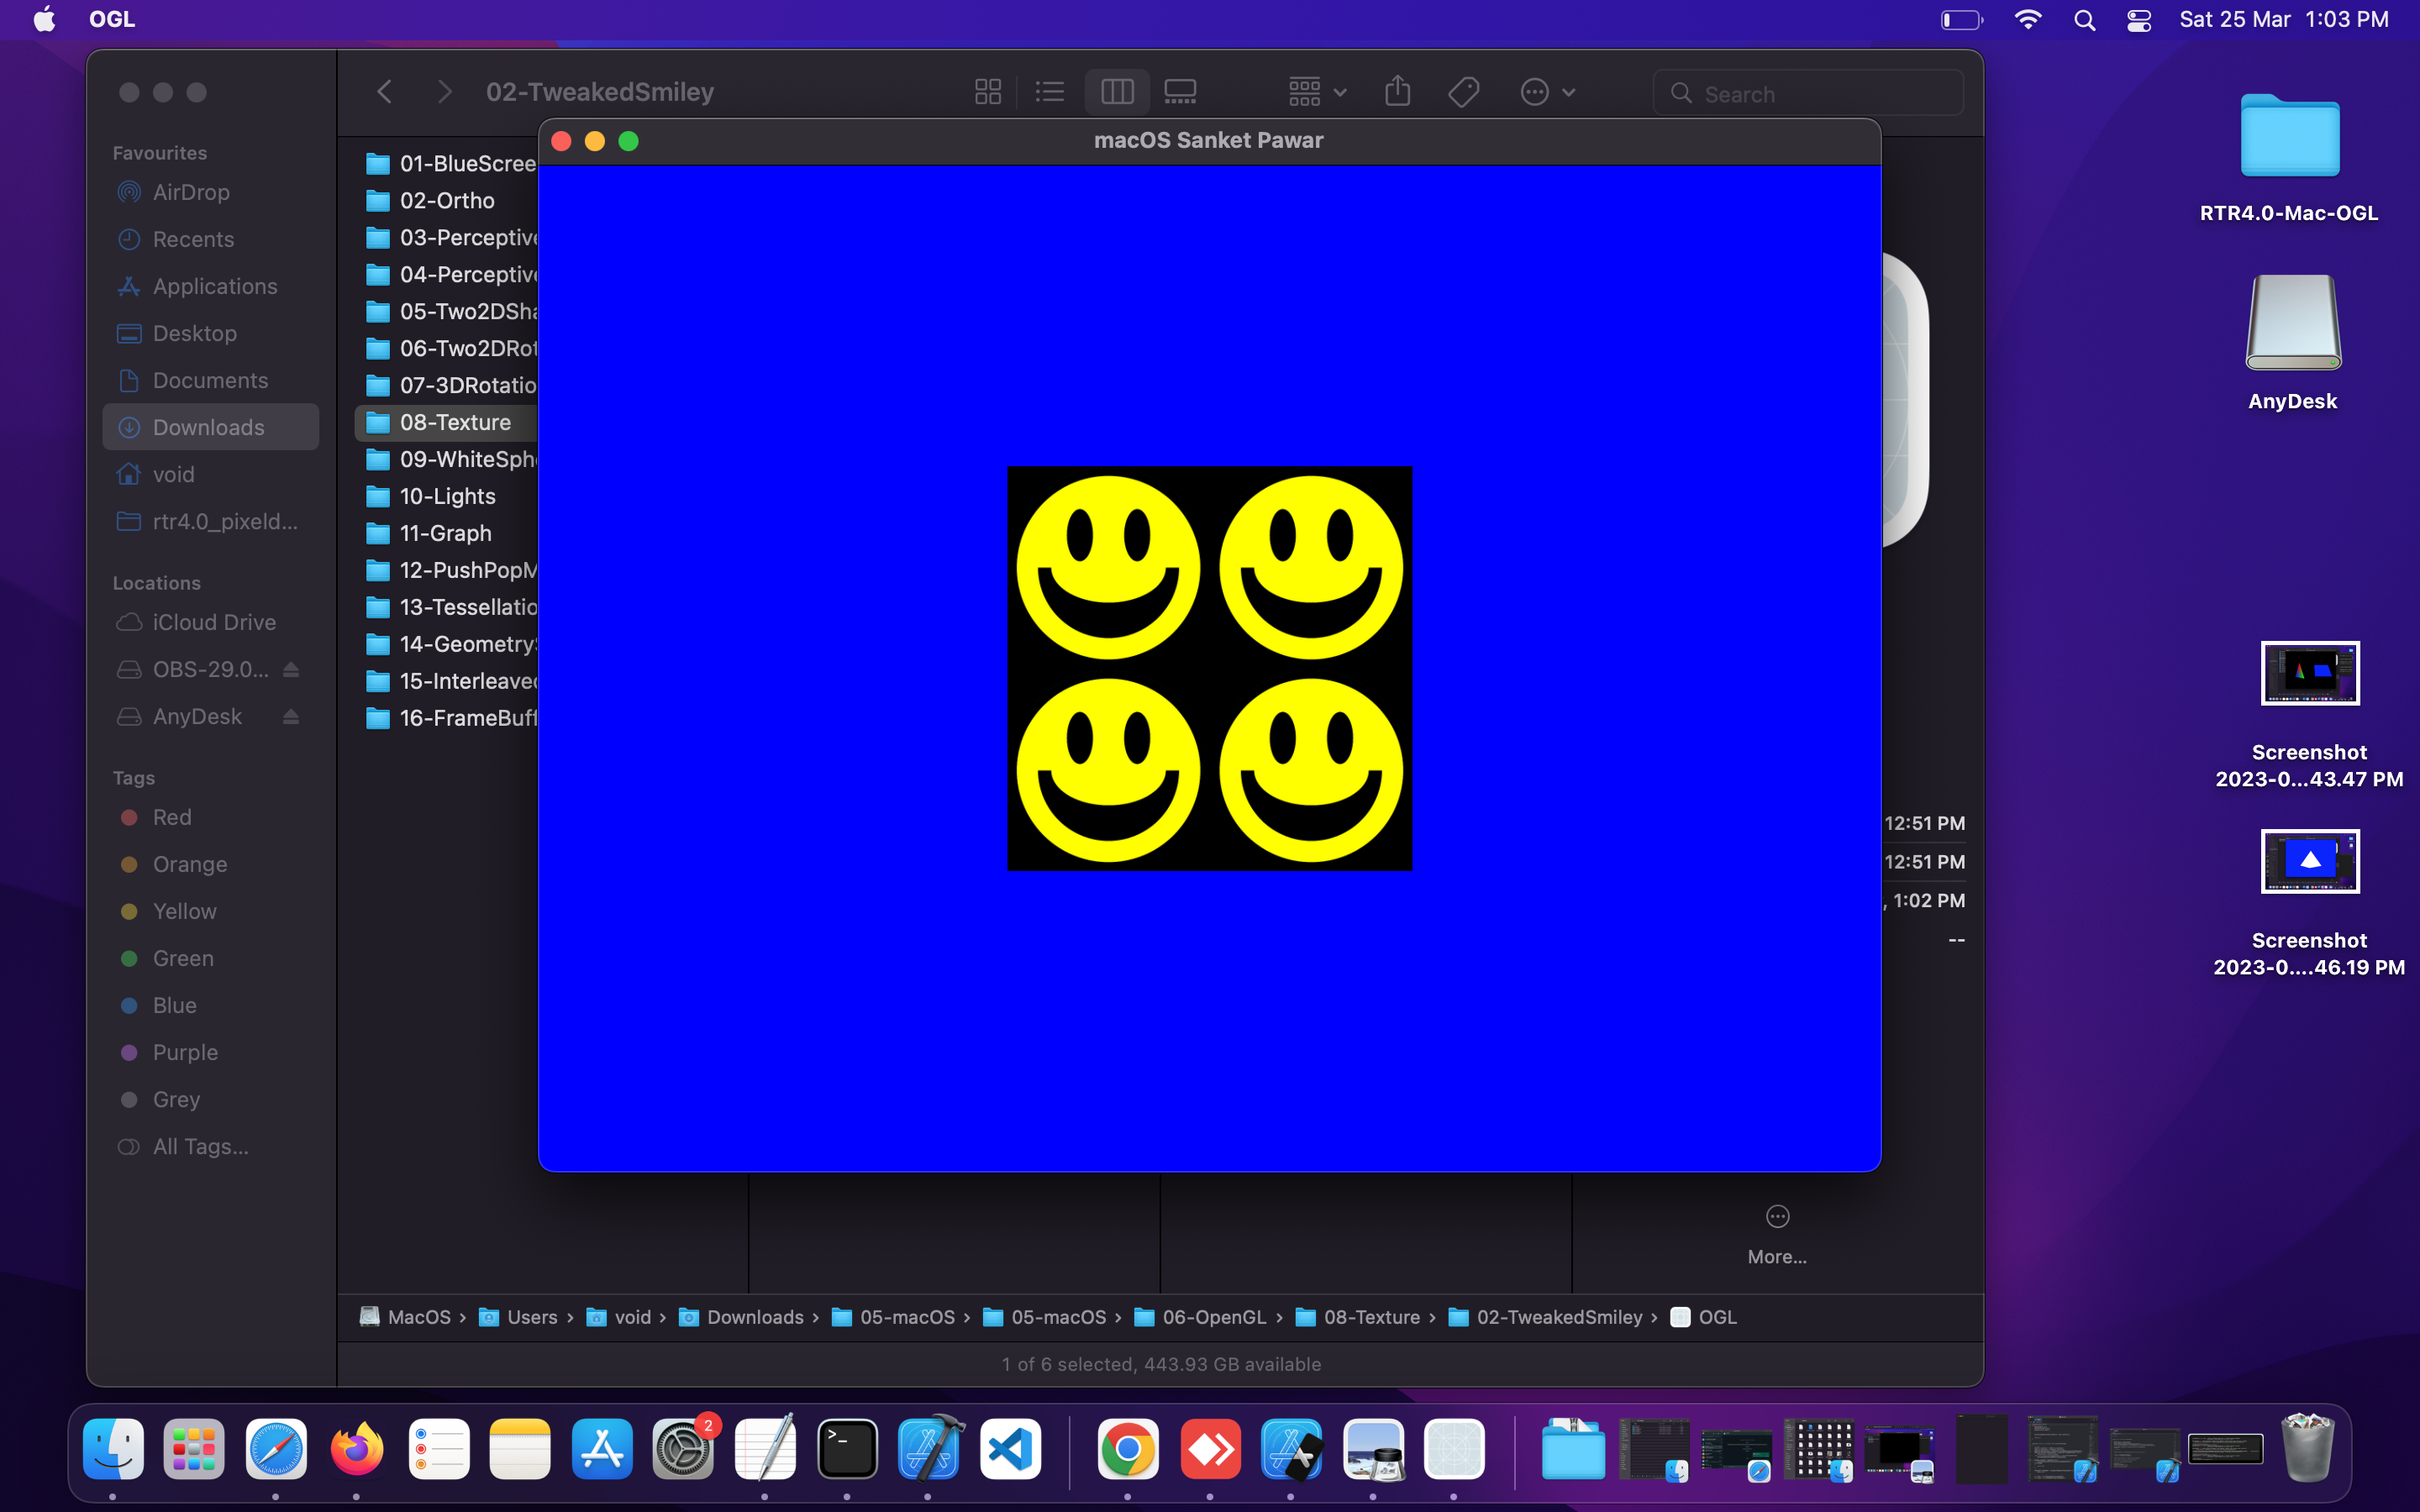 OGL
Sat 25 Mar 1:03 PM
02-TweakedSmiley
Search
Favourites
AirDrop
Recents
Applications
Desktop
Documents
Downloads
void
rtr4.0_pixeld...
Locations
iCloud Drive
OBS-29.0...
AnyDesk
Tags
Red
Orange
Yellow
Green
Blue
Purple
Grey
All Tags...
01-BlueScree
02-Ortho
03-Perceptive
04-Perceptive
05-Two2DSha
06-Two2DRot
07-3DRotatio
08-Texture
09-WhiteSphe
10-Lights
11-Graph
12-PushPopM
13-Tessellatio
14-GeometryS
15-Interleaved
16-FrameBuff
macOS Sanket Pawar
12:51 PM
12:51 PM
, 1:02 PM
--
More...
MacOS › Users › void › Downloads › 05-macOS › 05-macOS › 06-OpenGL › 08-Texture › 02-TweakedSmiley › OGL
1 of 6 selected, 443.93 GB available
RTR4.0-Mac-OGL
AnyDesk
Screenshot
2023-0...43.47 PM
Screenshot
2023-0....46.19 PM
2
>_